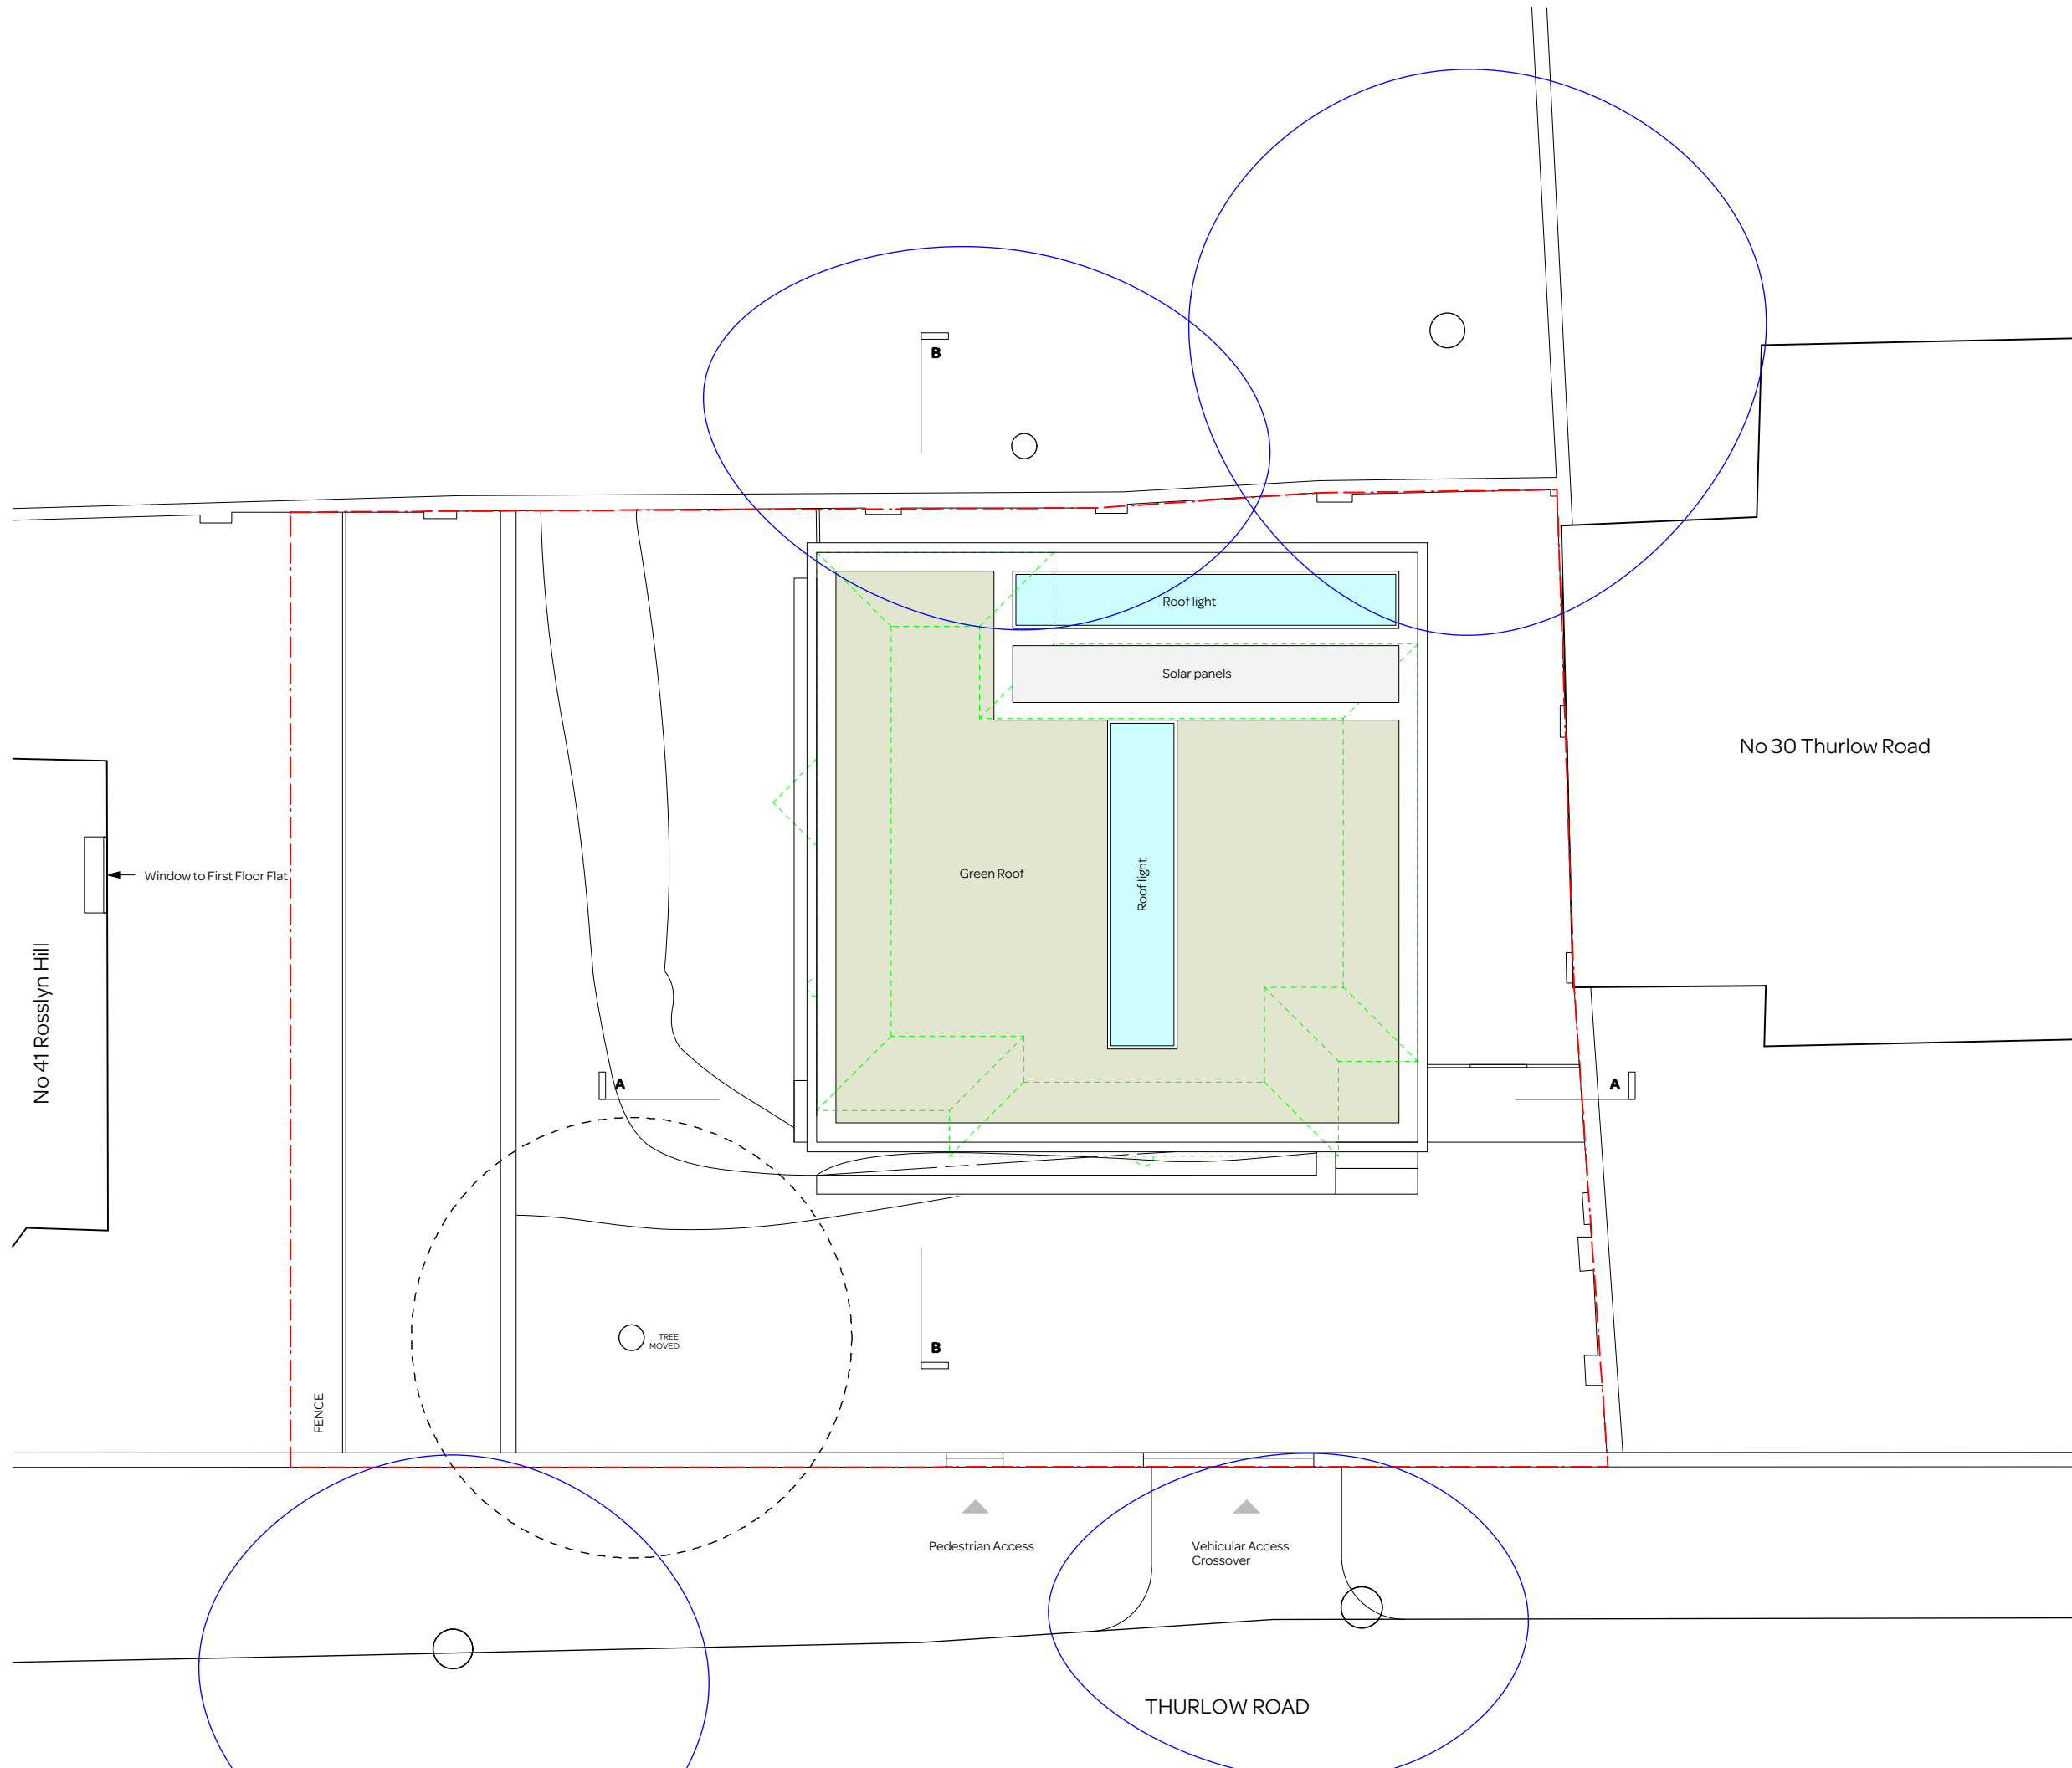 B
Roof light
Solar panels
No 30 Thurlow Road
Green Roof
Roof light
Window to First Floor Flat
No 41 Rosslyn Hill
A
A
TREE
MOVED
B
FENCE
Pedestrian Access
Vehicular Access
Crossover
THURLOW ROAD